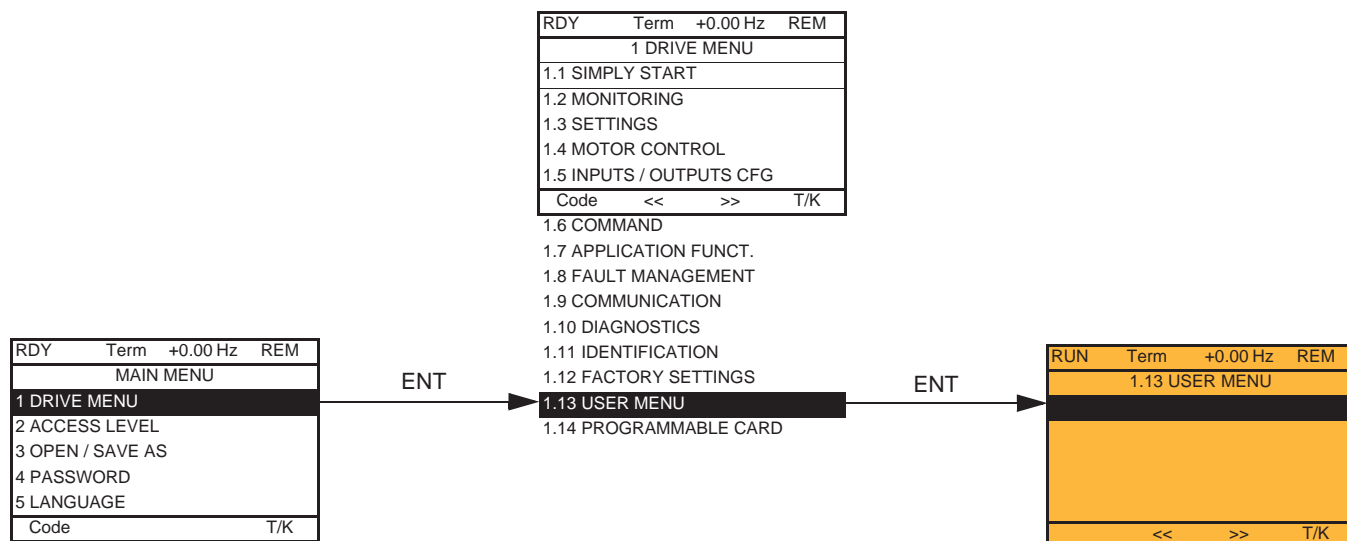 RDY Term +0.00 Hz REM
1 DRIVE MENU
1.1 SIMPLY START
1.2 MONITORING
1.3 SETTINGS
1.4 MOTOR CONTROL
1.5 INPUTS / OUTPUTS CFG
Code << >> T/K
1.6 COMMAND
1.7 APPLICATION FUNCT.
1.8 FAULT MANAGEMENT
1.9 COMMUNICATION
1.10 DIAGNOSTICS
1.11 IDENTIFICATION
1.12 FACTORY SETTINGS
1.13 USER MENU
1.14 PROGRAMMABLE CARD
RDY Term +0.00 Hz REM
MAIN MENU
1 DRIVE MENU
2 ACCESS LEVEL
3 OPEN / SAVE AS
4 PASSWORD
5 LANGUAGE
Code T/K
ENT
ENT
RUN Term +0.00 Hz REM
1.13 USER MENU
<< >> T/K